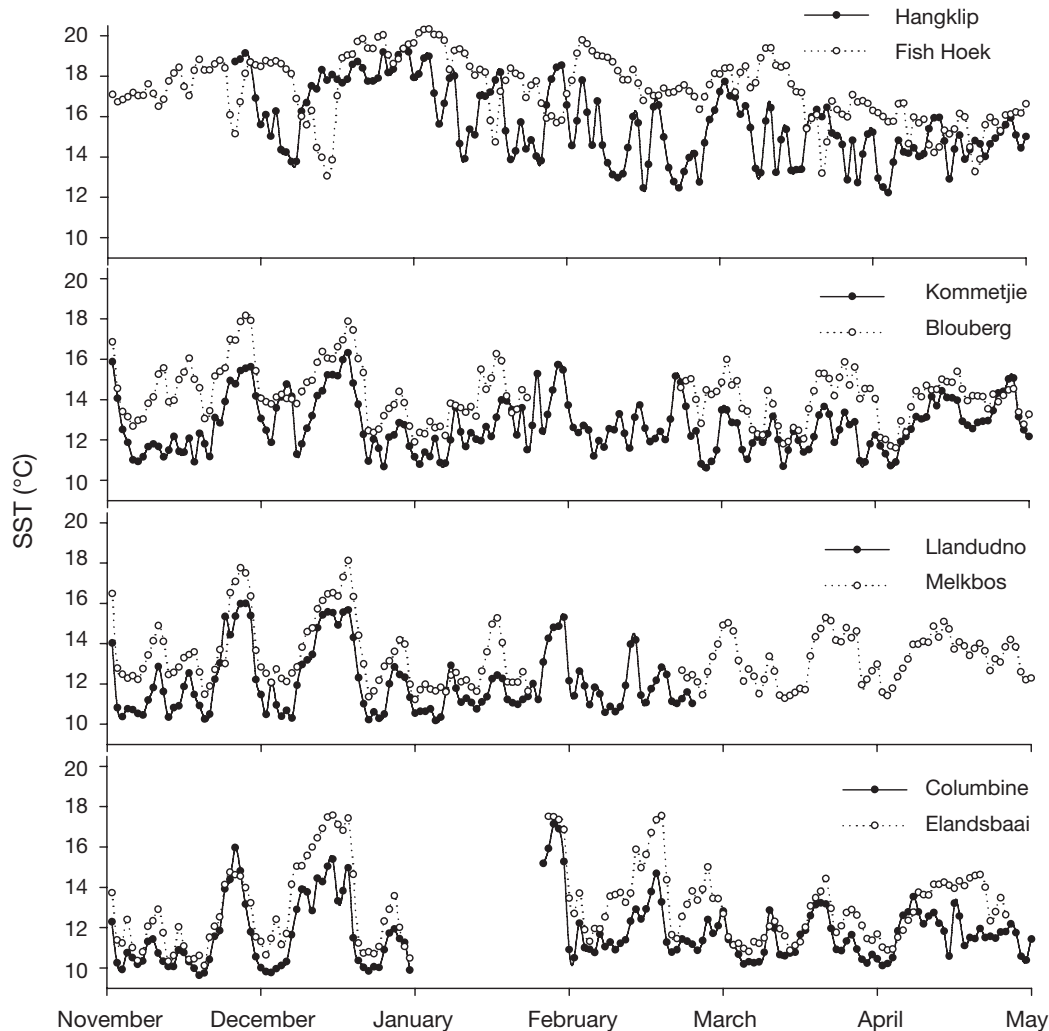 Hangklip
Fish Hoek
20
18
16
14
12
10
Kommetjie
Blouberg
20
18
16
14
12
10
SST (°C)
Llandudno
Melkbos
20
18
16
14
12
10
Columbine
Elandsbaai
20
18
16
14
12
10
November December January February March April May